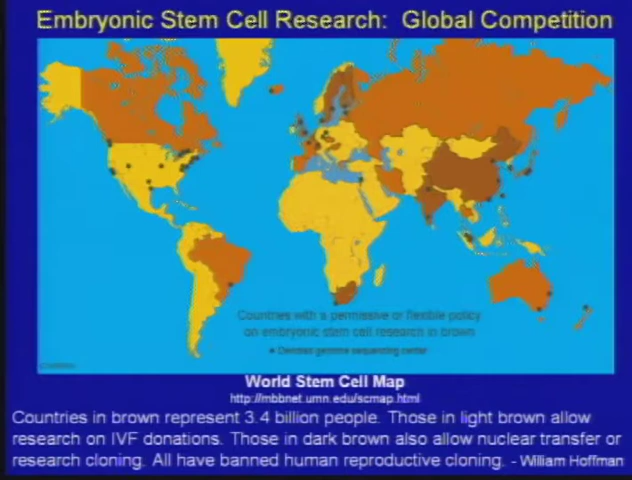 Embryonic Stem Cell Research: Global Competition
Countries with a permissive or flexible policy
on embryonic stem cell research in brown
• Denotes genome sequencing center
World Stem Cell Map
http://mbbnet.umn.edu/scmap.html
Countries in brown represent 3.4 billion people. Those in light brown allow
research on IVF donations. Those in dark brown also allow nuclear transfer or
research cloning. All have banned human reproductive cloning. - William Hoffman